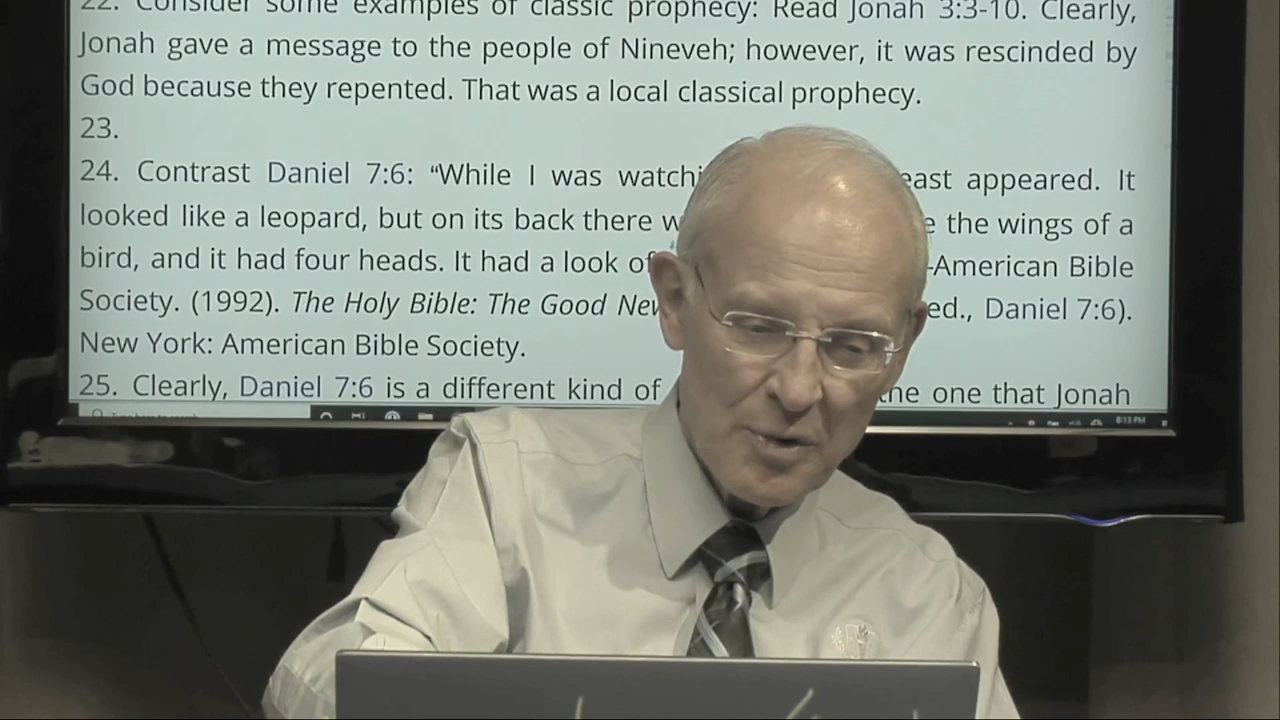 22. Consider some examples of classic prophecy: Read Jonah 3:3-10. Clearly,
Jonah gave a message to the people of Nineveh; however, it was rescinded by
God because they repented. That was a local classical prophecy.
23.
24. Contrast Daniel 7:6: “While I was watchi east appeared. It
looked like a leopard, but on its back there w e the wings of a
bird, and it had four heads. It had a look of -American Bible
Society. (1992). The Holy Bible: The Good New ed., Daniel 7:6).
New York: American Bible Society.
25. Clearly, Daniel 7:6 is a different kind of he one that Jonah
8:13 PM